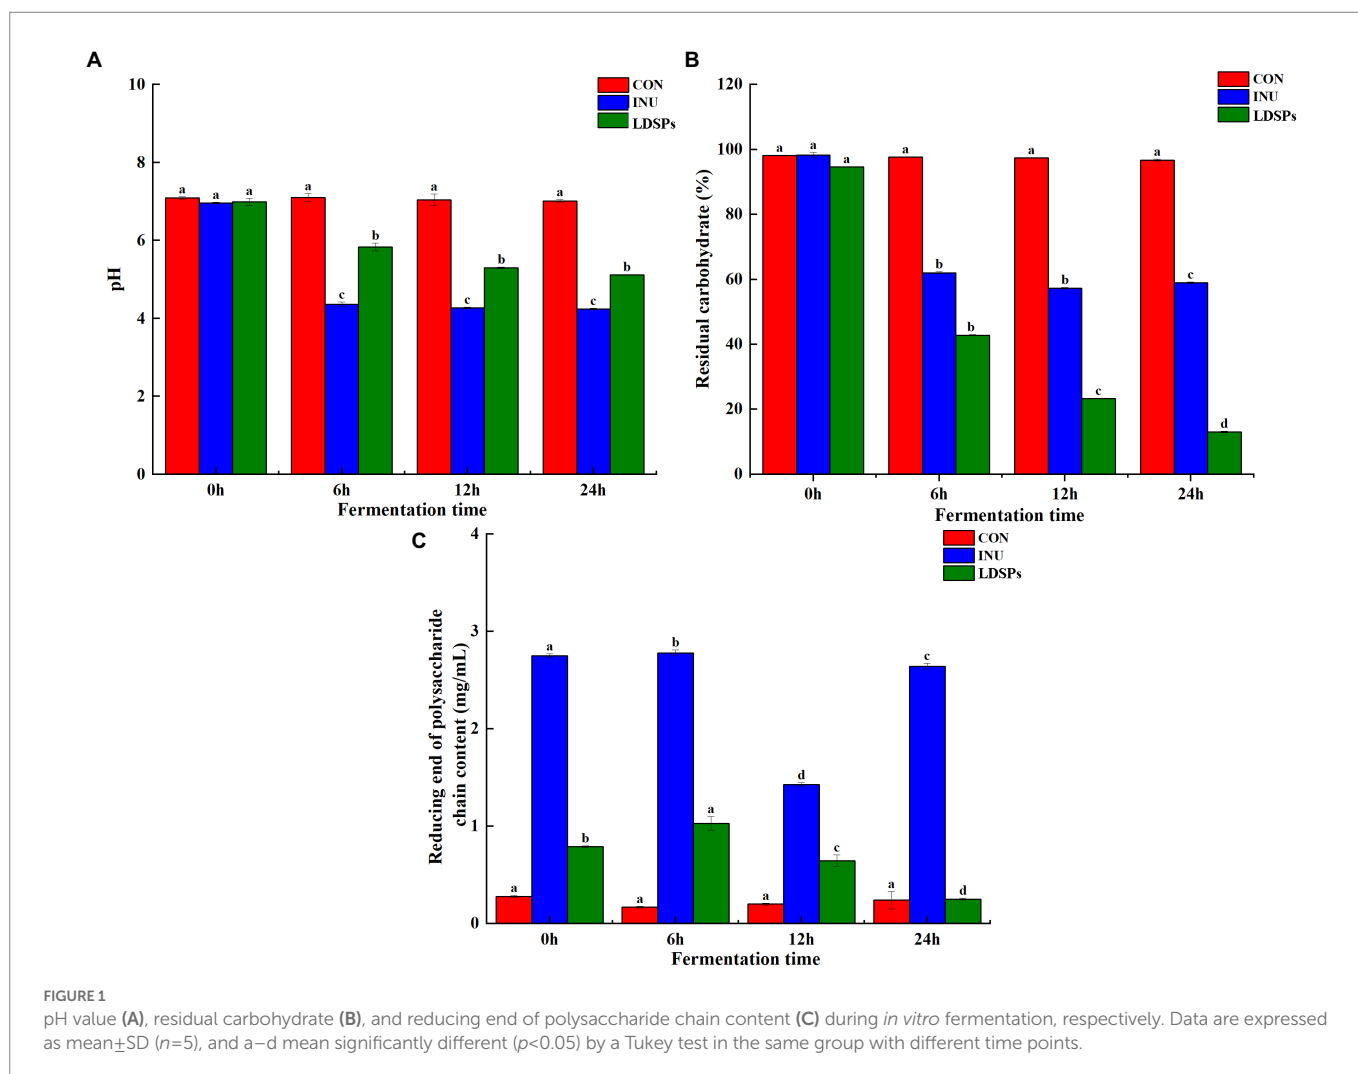 A
10
8
6
4
2
0
pH
CON
INU
LDSPs
a
a
a
a
c
b
a
c
b
a
c
b
0h
6h
12h
24h
Fermentation time
B
120
100
80
60
40
20
0
Residual carbohydrate (%)
CON
INU
LDSPs
a
a
a
a
b
b
a
b
c
a
c
d
0h
6h
12h
24h
Fermentation time
C
4
3
2
1
0
Reducing end of polysaccharide
chain content (mg/mL)
CON
INU
LDSPs
a
a
b
a
b
a
a
d
c
a
c
d
0h
6h
12h
24h
Fermentation time
FIGURE 1
pH value (A), residual carbohydrate (B), and reducing end of polysaccharide chain content (C) during in vitro fermentation, respectively. Data are expressed
as mean±SD (n=5), and a–d mean significantly different (p<0.05) by a Tukey test in the same group with different time points.